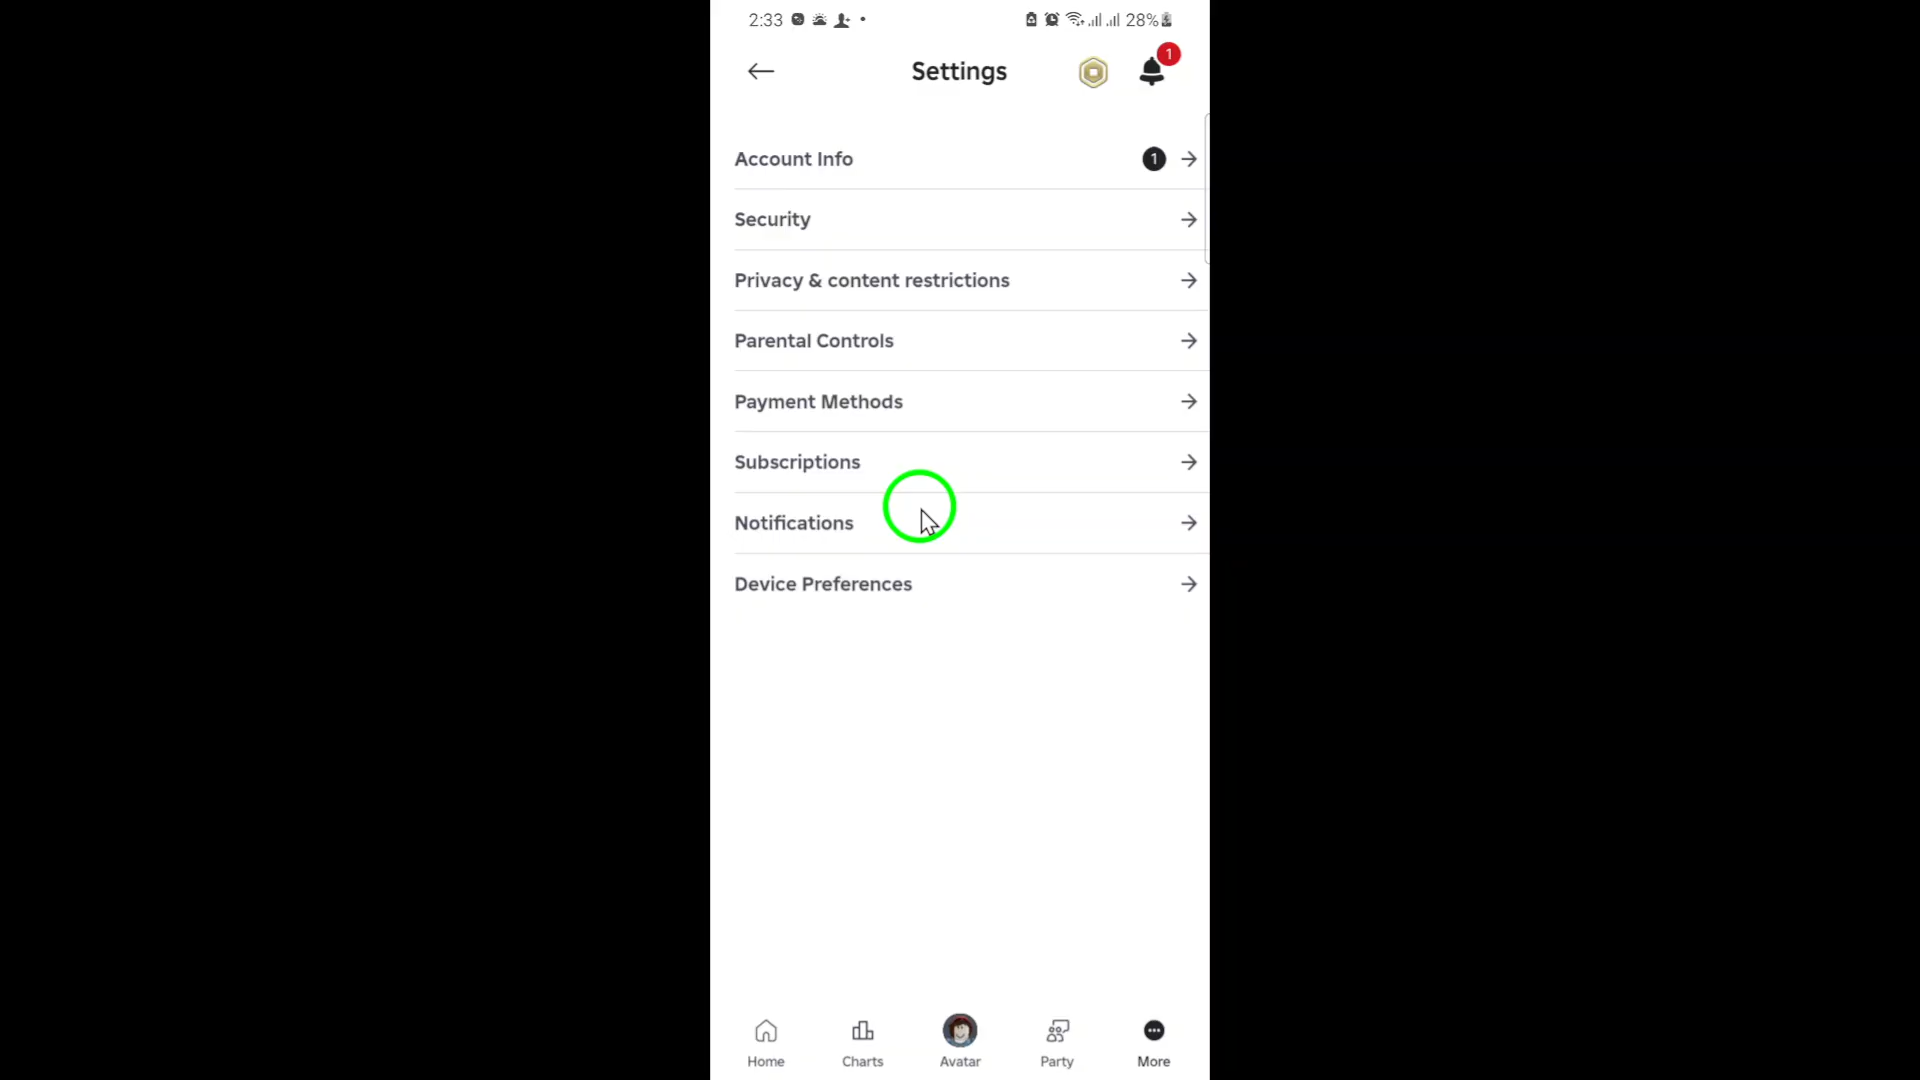 2:33 28%
Settings
1
Account Info 1
Security
Privacy & content restrictions
Parental Controls
Payment Methods
Subscriptions
Notifications
Device Preferences
Home Charts Avatar Party More